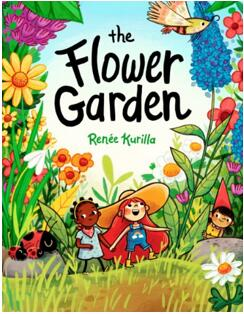 the
Flower
Garden
Renée Kurilla